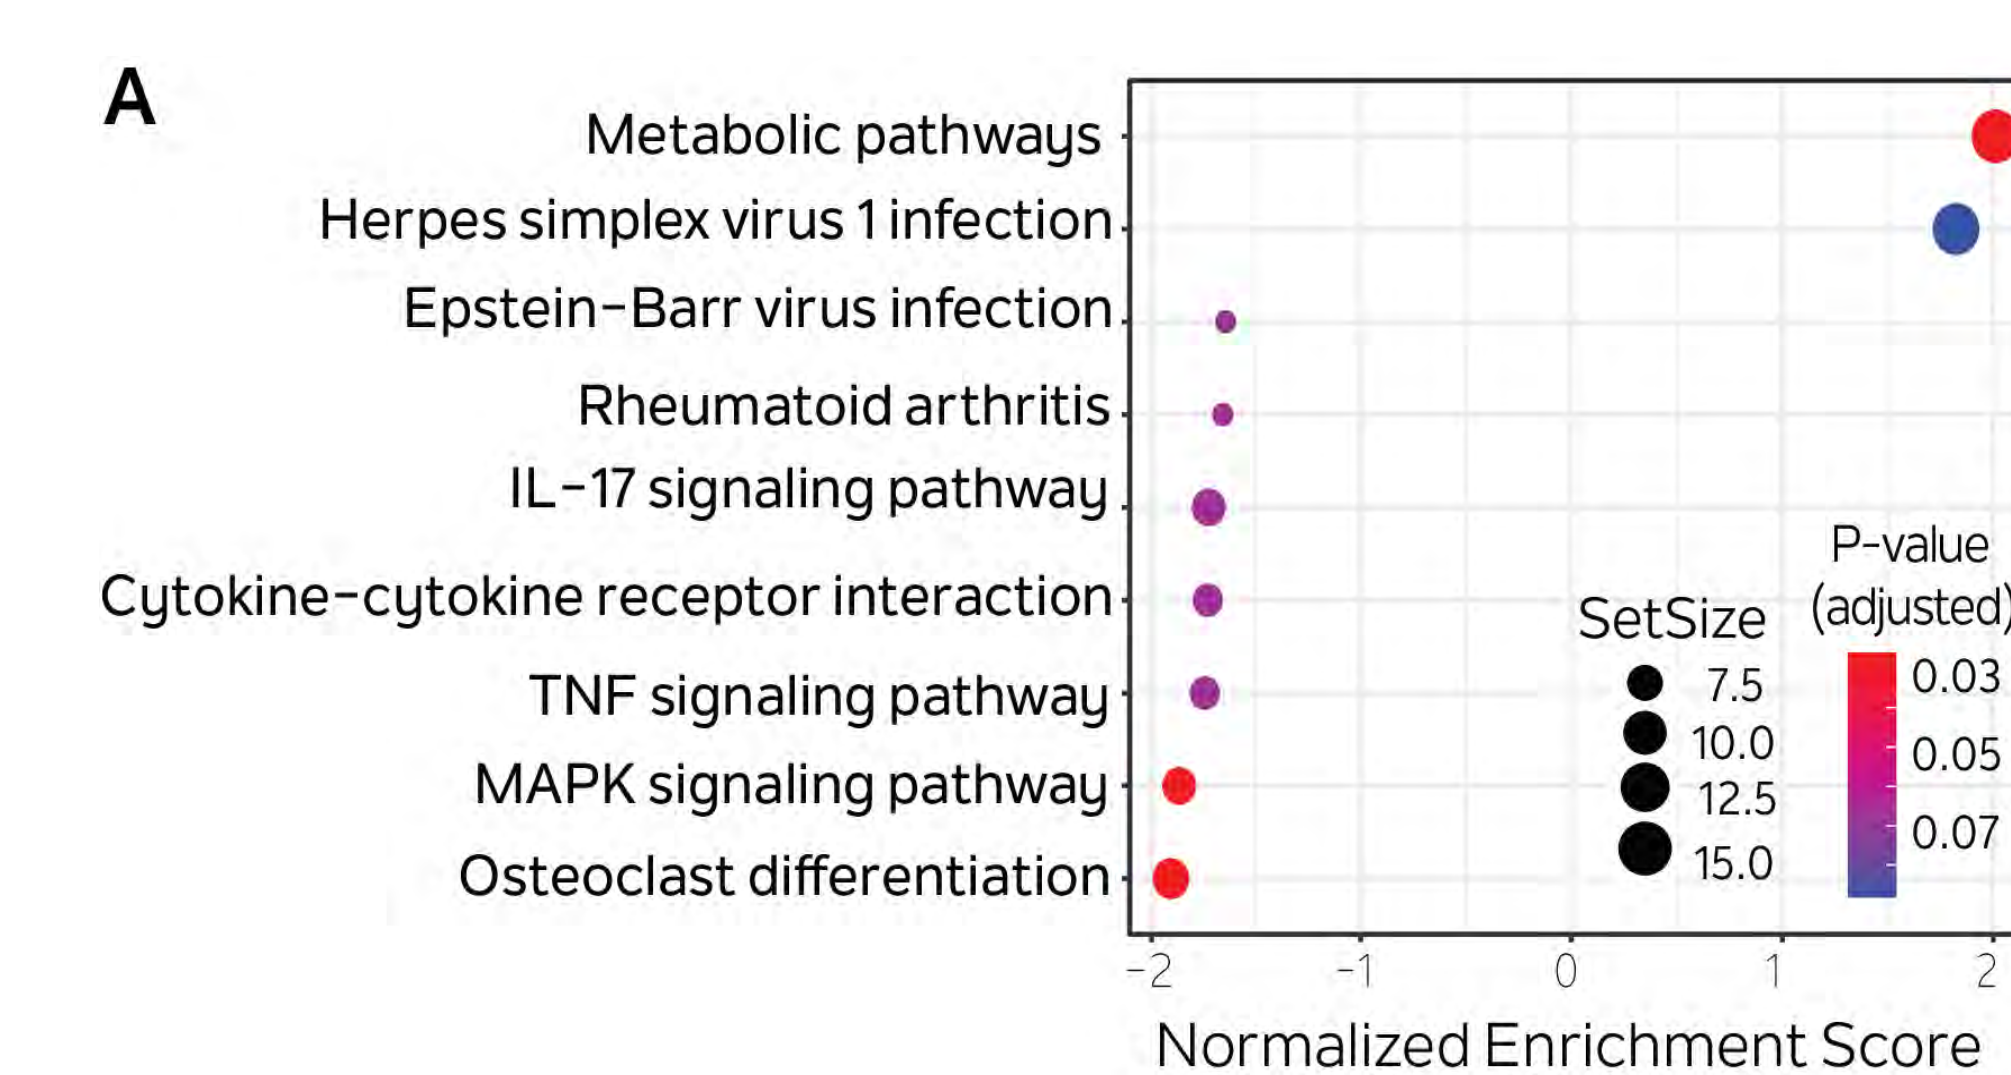 A
Metabolic pathways
Herpes simplex virus 1 infection
Epstein-Barr virus infection
Rheumatoid arthritis
IL-17 signaling pathway
Cytokine-cytokine receptor interaction
TNF signaling pathway
MAPK signaling pathway
Osteoclast differentiation
SetSize
7.5
10.0
12.5
15.0
P-value
(adjusted)
0.03
0.05
0.07
-2 -1 0 1 2
Normalized Enrichment Score